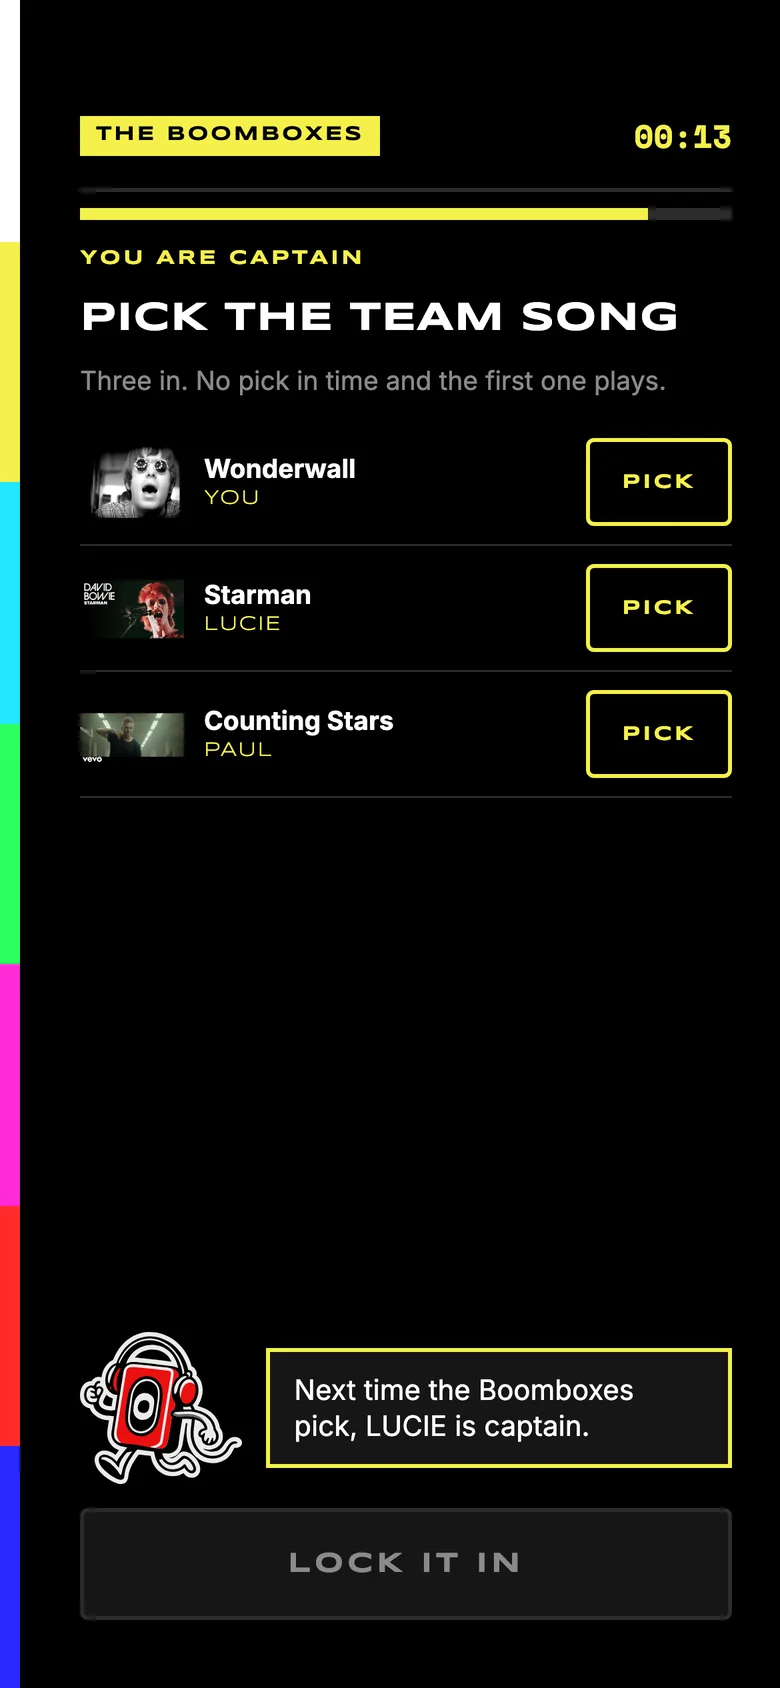 THE BOOMBOXES
00:13
YOU ARE CAPTAIN
PICK THE TEAM SONG
Three in. No pick in time and the first one plays.
Wonderwall
YOU
PICK
DAVID
BOWIE
STARMAN
Starman
LUCIE
PICK
vevo
Counting Stars
PAUL
PICK
Next time the Boomboxes
pick, LUCIE is captain.
LOCK IT IN